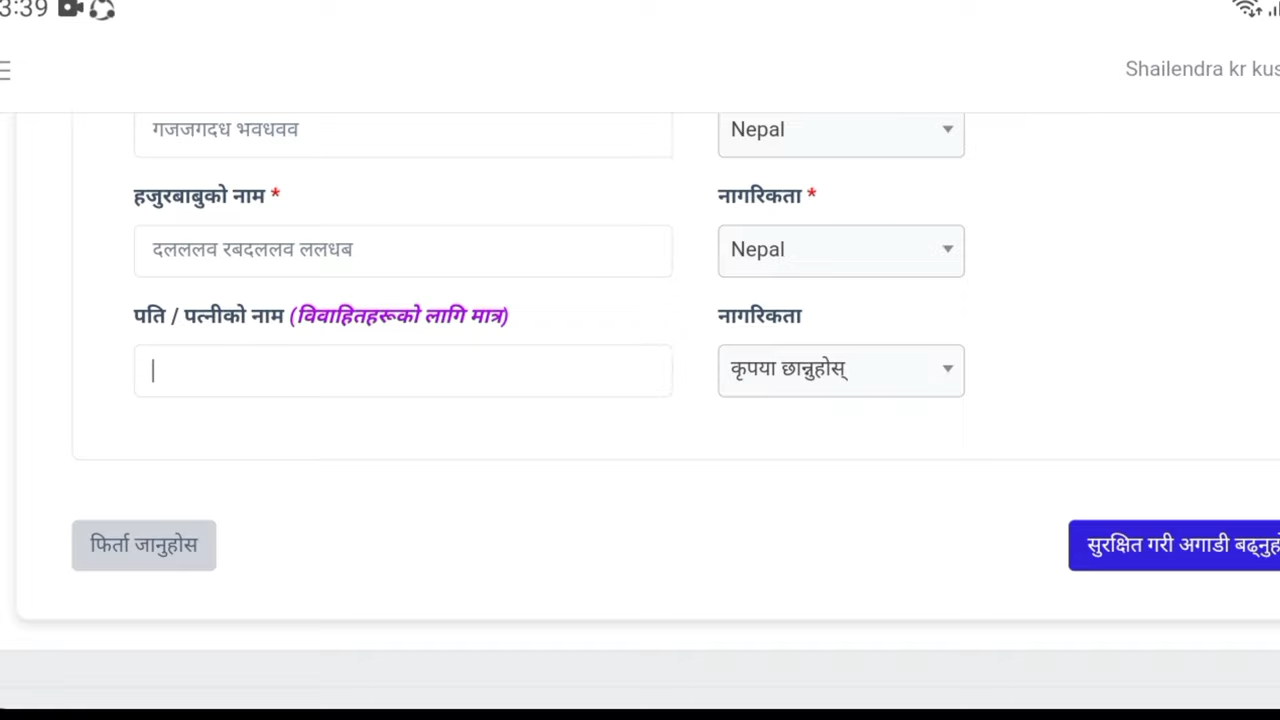 3:39
Shailendra kr kus
गजजगदध भवधवव
Nepal
हजुरबाबुको नाम *
नागरिकता *
दलललव रबदललव ललधब
Nepal
पति / पत्नीको नाम (विवाहितहरूको लागि मात्र)
नागरिकता
कृपया छान्नुहोस्
फिर्ता जानुहोस
सुरक्षित गरी अगाडी बढ्नुहो